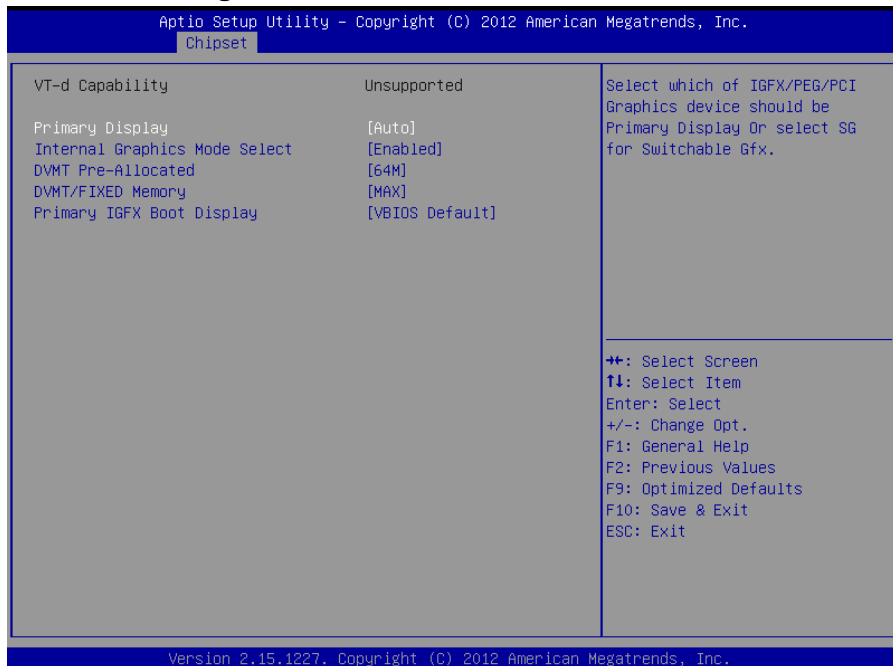 Aptio Setup Utility – Copyright (C) 2012 American Megatrends, Inc.
Chipset
VT-d Capability Unsupported
Primary Display [Auto]
Internal Graphics Mode Select [Enabled]
DVMT Pre-Allocated [64M]
DVMT/FIXED Memory [MAX]
Primary IGFX Boot Display [VBIOS Default]
Select which of IGFX/PEG/PCI
Graphics device should be
Primary Display Or select SG
for Switchable Gfx.
→←: Select Screen
↑↓: Select Item
Enter: Select
+/-: Change Opt.
F1: General Help
F2: Previous Values
F9: Optimized Defaults
F10: Save & Exit
ESC: Exit
Version 2.15.1227. Copyright (C) 2012 American Megatrends, Inc.